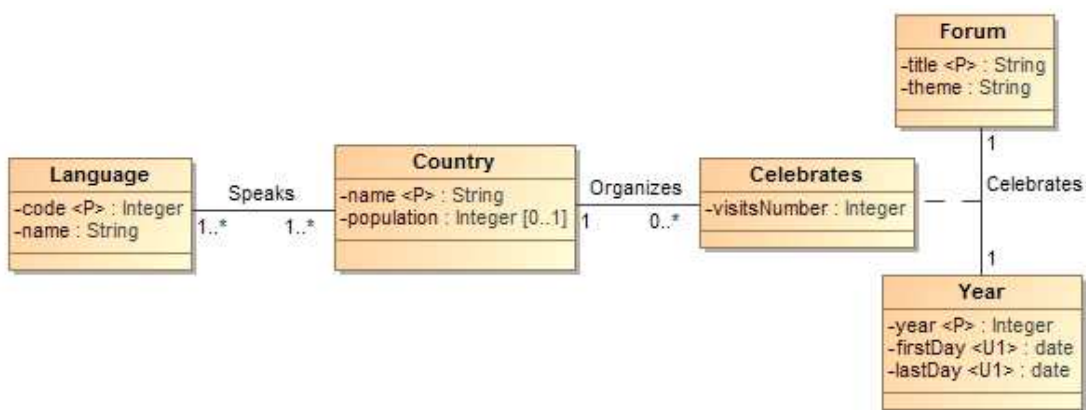 Forum
-title <P> : String
-theme : String
1
Celebrates
1
Year
-year <P> : Integer
-firstDay <U1> : date
-lastDay <U1> : date
Language
-code <P> : Integer
-name : String
Speaks
1..*
1..*
Country
-name <P> : String
-population : Integer [0..1]
Organizes
1
0..*
Celebrates
-visitsNumber : Integer